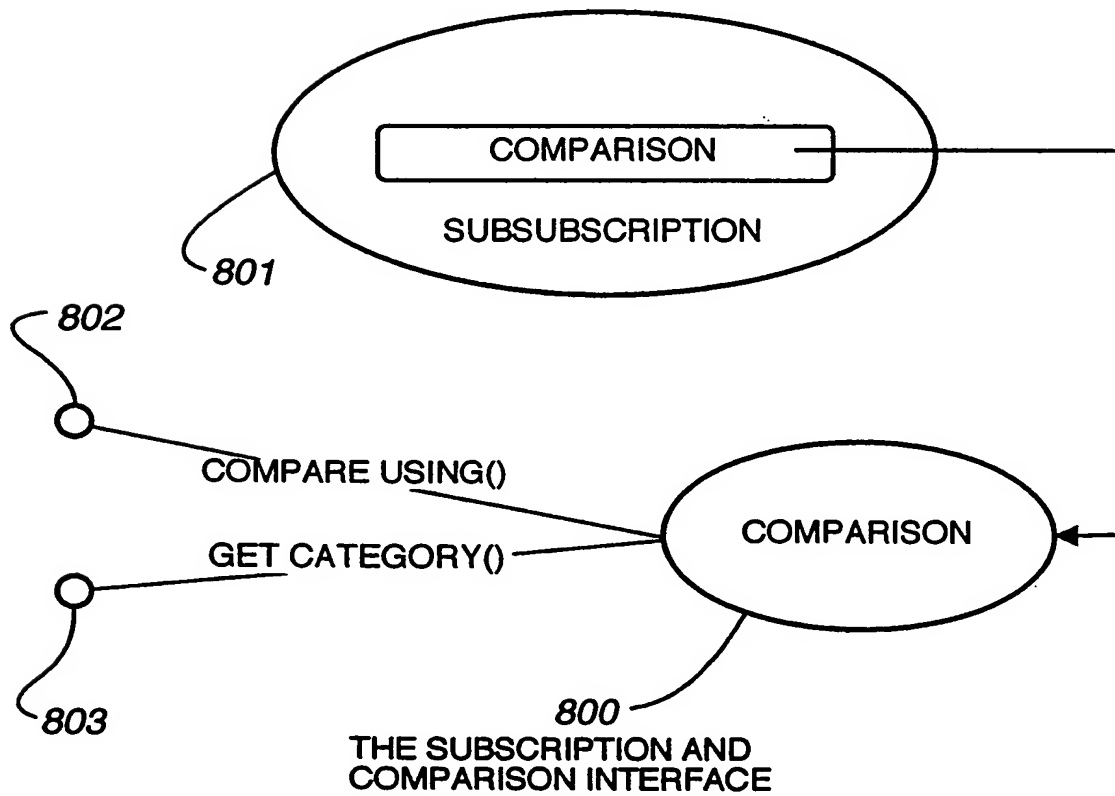 COMPARISON
SUBSUBSCRIPTION
801
802
COMPARE USING()
GET CATEGORY()
COMPARISON
803
800
THE SUBSCRIPTION AND
COMPARISON INTERFACE